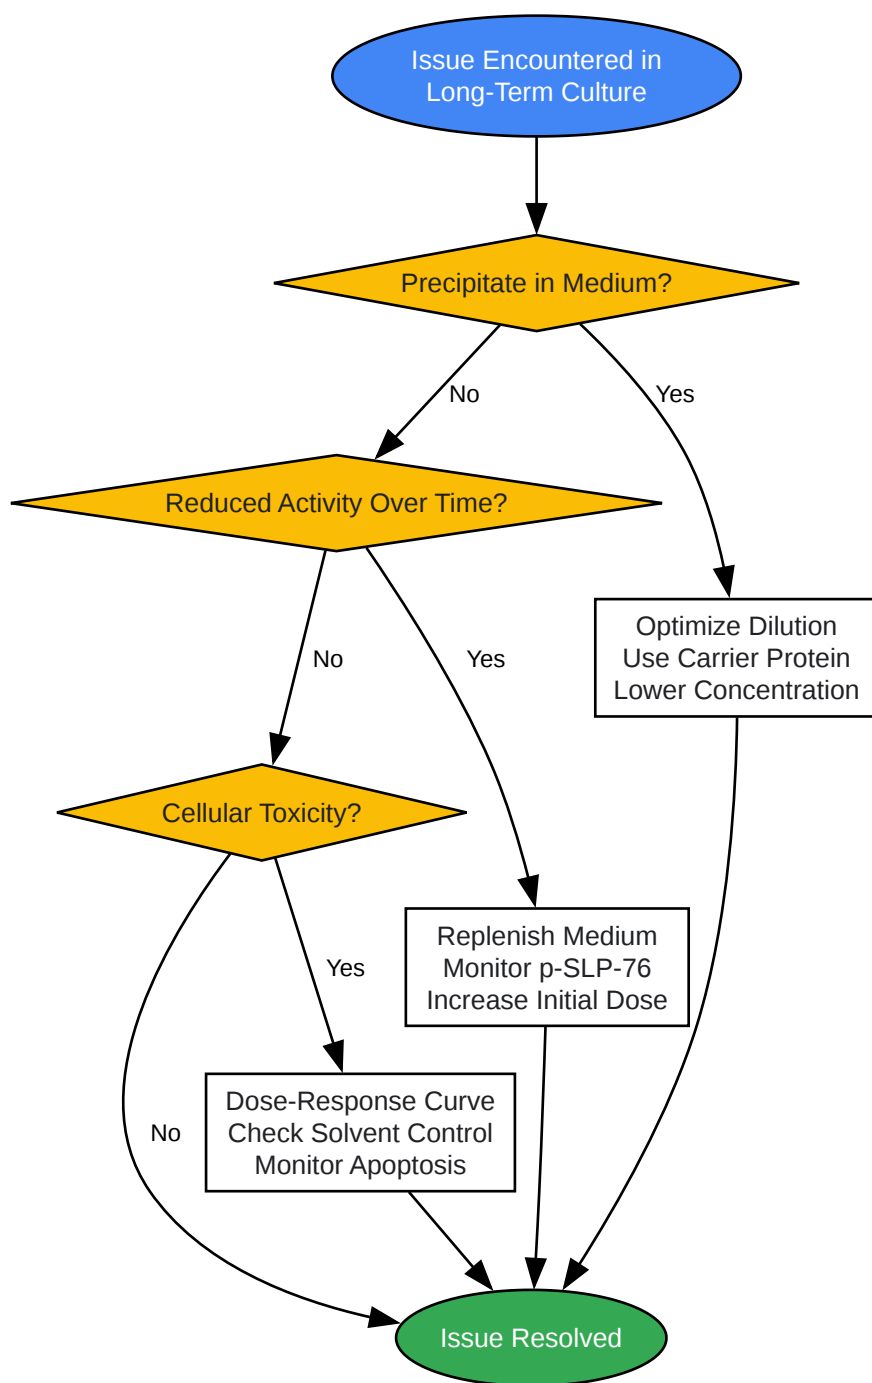 Issue Encountered in
Long-Term Culture
Precipitate in Medium?
No
Yes
Reduced Activity Over Time?
No
Yes
Optimize Dilution
Use Carrier Protein
Lower Concentration
Cellular Toxicity?
Yes
No
Replenish Medium
Monitor p-SLP-76
Increase Initial Dose
Dose-Response Curve
Check Solvent Control
Monitor Apoptosis
Issue Resolved